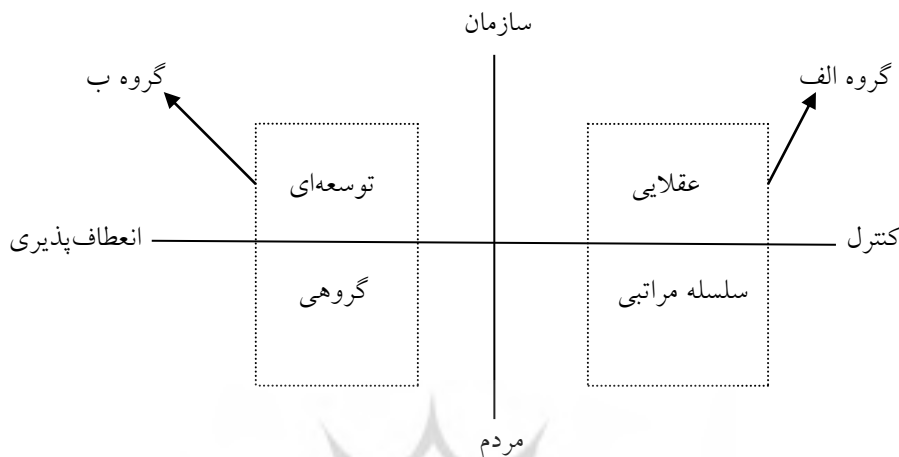 سازمان
گروه الف
گروه ب
عقلایی
توسعه‌ای
کنترل
انعطاف‌پذیری
سلسله مراتبی
گروهی
مردم